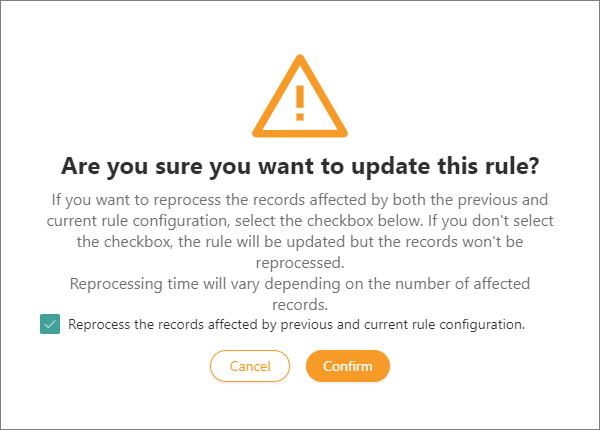 Are you sure you want to update this rule?
If you want to reprocess the records affected by both the previous and
current rule configuration, select the checkbox below. If you don't select
the checkbox, the rule will be updated but the records won't be
reprocessed.
Reprocessing time will vary depending on the number of affected
records.
Reprocess the records affected by previous and current rule configuration.
Cancel
Confirm